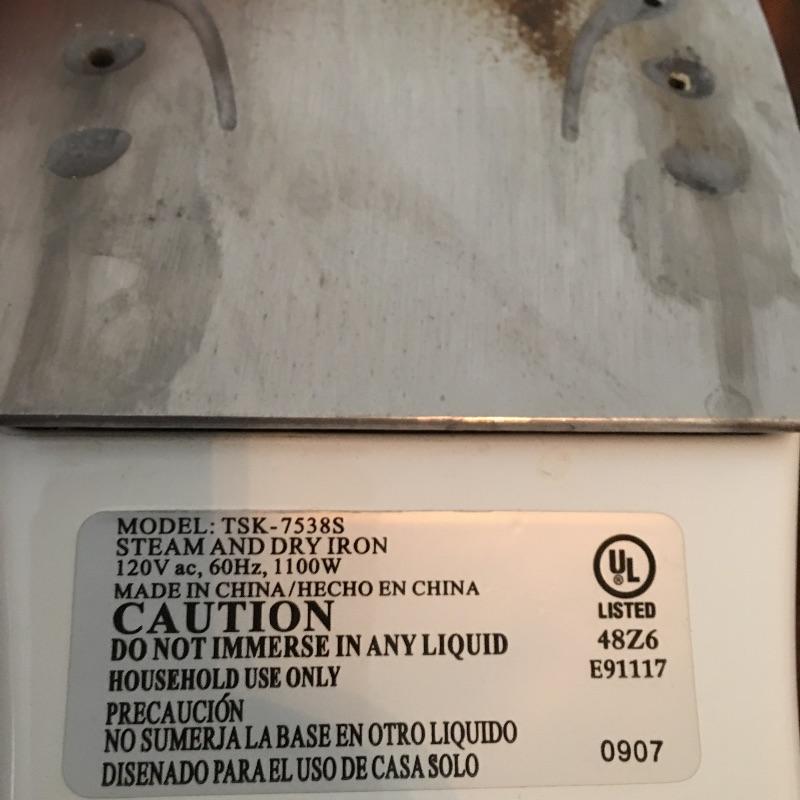 MODEL: TSK-7538S
STEAM AND DRY IRON
120V ac, 60Hz, 1100W
MADE IN CHINA/HECHO EN CHINA
CAUTION
DO NOT IMMERSE IN ANY LIQUID
HOUSEHOLD USE ONLY
PRECAUCIÓN
NO SUMERJA LA BASE EN OTRO LIQUIDO
DISENADO PARA EL USO DE CASA SOLO
UL
®
LISTED
48Z6
E91117
0907